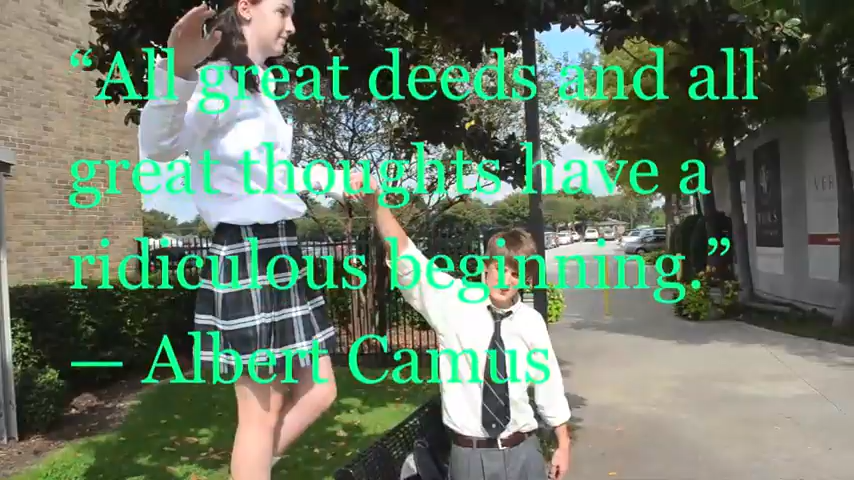 “All great deeds and all
great thoughts have a
ridiculous beginning.”
— Albert Camus